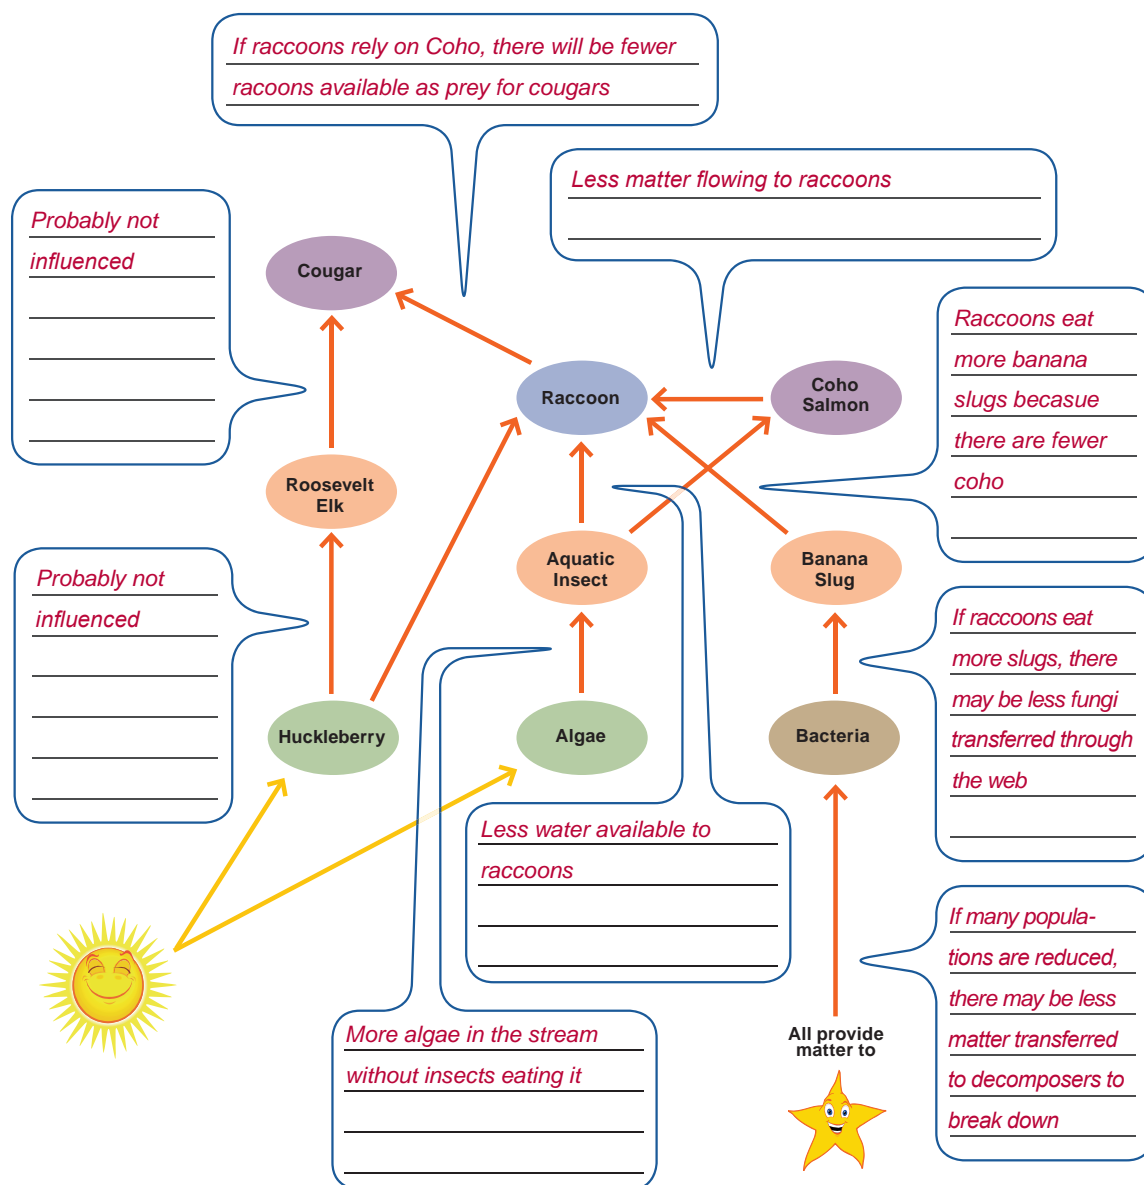 If raccoons rely on Coho, there will be fewer
racoons available as prey for cougars
Less matter flowing to raccoons
Probably not
influenced
Cougar
Raccoon
Coho
Salmon
Raccoons eat
more banana
slugs becasue
there are fewer
coho
Roosevelt
Elk
Aquatic
Insect
Banana
Slug
Probably not
influenced
If raccoons eat
more slugs, there
may be less fungi
transferred through
the web
Huckleberry
Algae
Bacteria
Less water available to
raccoons
If many popula-
tions are reduced,
there may be less
matter transferred
to decomposers to
break down
All provide
matter to
More algae in the stream
without insects eating it